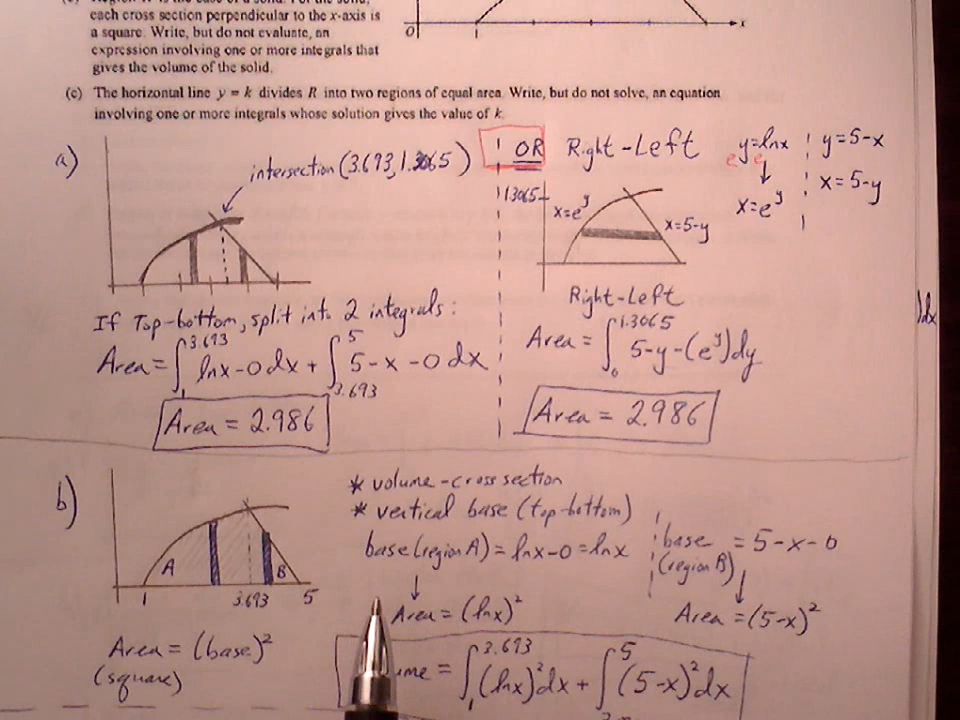 each cross section perpendicular to the x-axis is
a square. Write, but do not evaluate, an
expression involving one or more integrals that
gives the volume of the solid.
O 1 x
(c) The horizontal line y = k divides R into two regions of equal area. Write, but do not solve, an equation
involving one or more integrals whose solution gives the value of k.
a)
intersection (3.693, 1.3065)
OR Right-Left
y=lnx
e e
x=e^y
y=5-x
x=5-y
1.3065
x=e^y
x=5-y
If Top-bottom, split into 2 integrals:
Area = ∫_1^3.693 lnx-0 dx + ∫_3.693^5 5-x-0 dx
Area = 2.986
Right-Left
Area = ∫_0^1.3065 5-y-(e^y)dy
Area = 2.986
)dx
b)
A B
1 3.693 5
Area = (base)²
(square)
* volume-cross section
* vertical base (top-bottom)
base (region A) = lnx-0 = lnx
Area = (lnx)²
base = 5-x-0
(region B)
Area = (5-x)²
ume = ∫_1^3.693 (lnx)²dx + ∫^5 (5-x)²dx